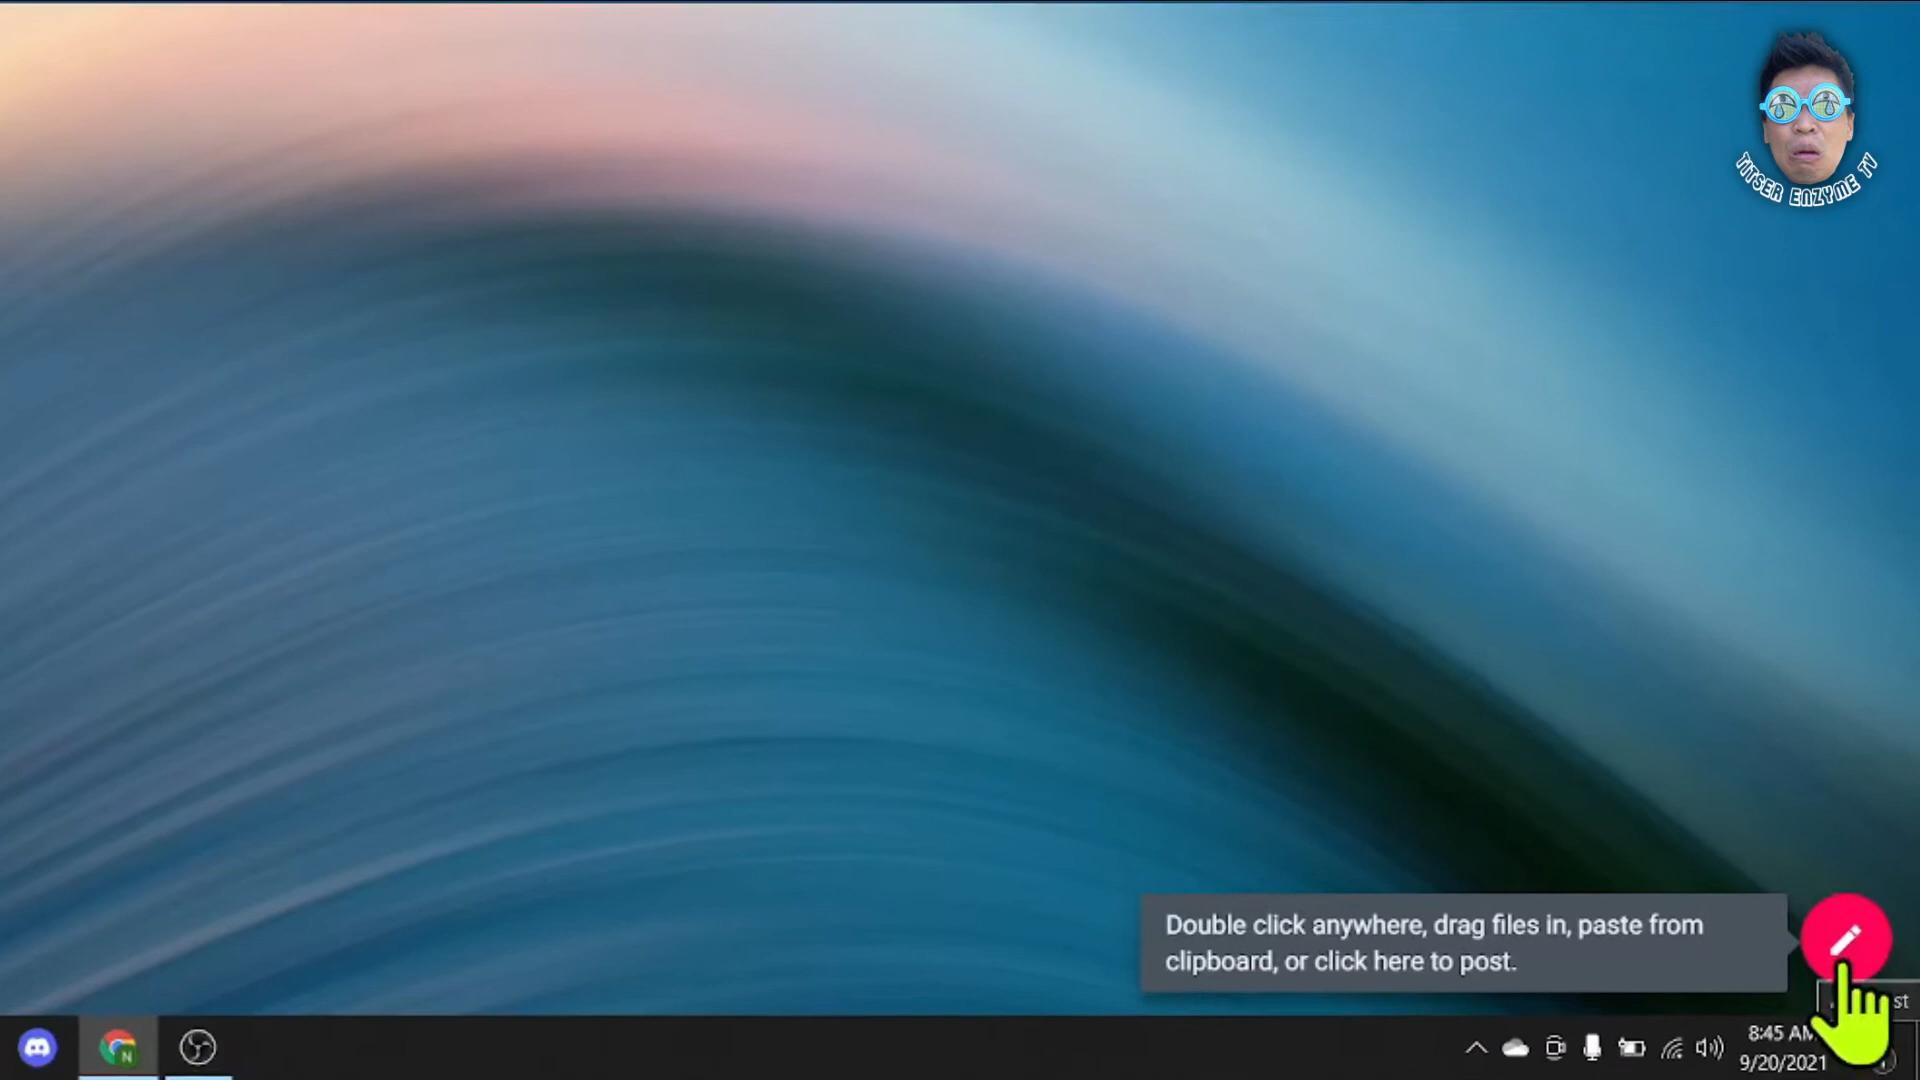 TITSER ENZYME TV
Double click anywhere, drag files in, paste from
clipboard, or click here to post.
st
N
8:45 AM
9/20/2021